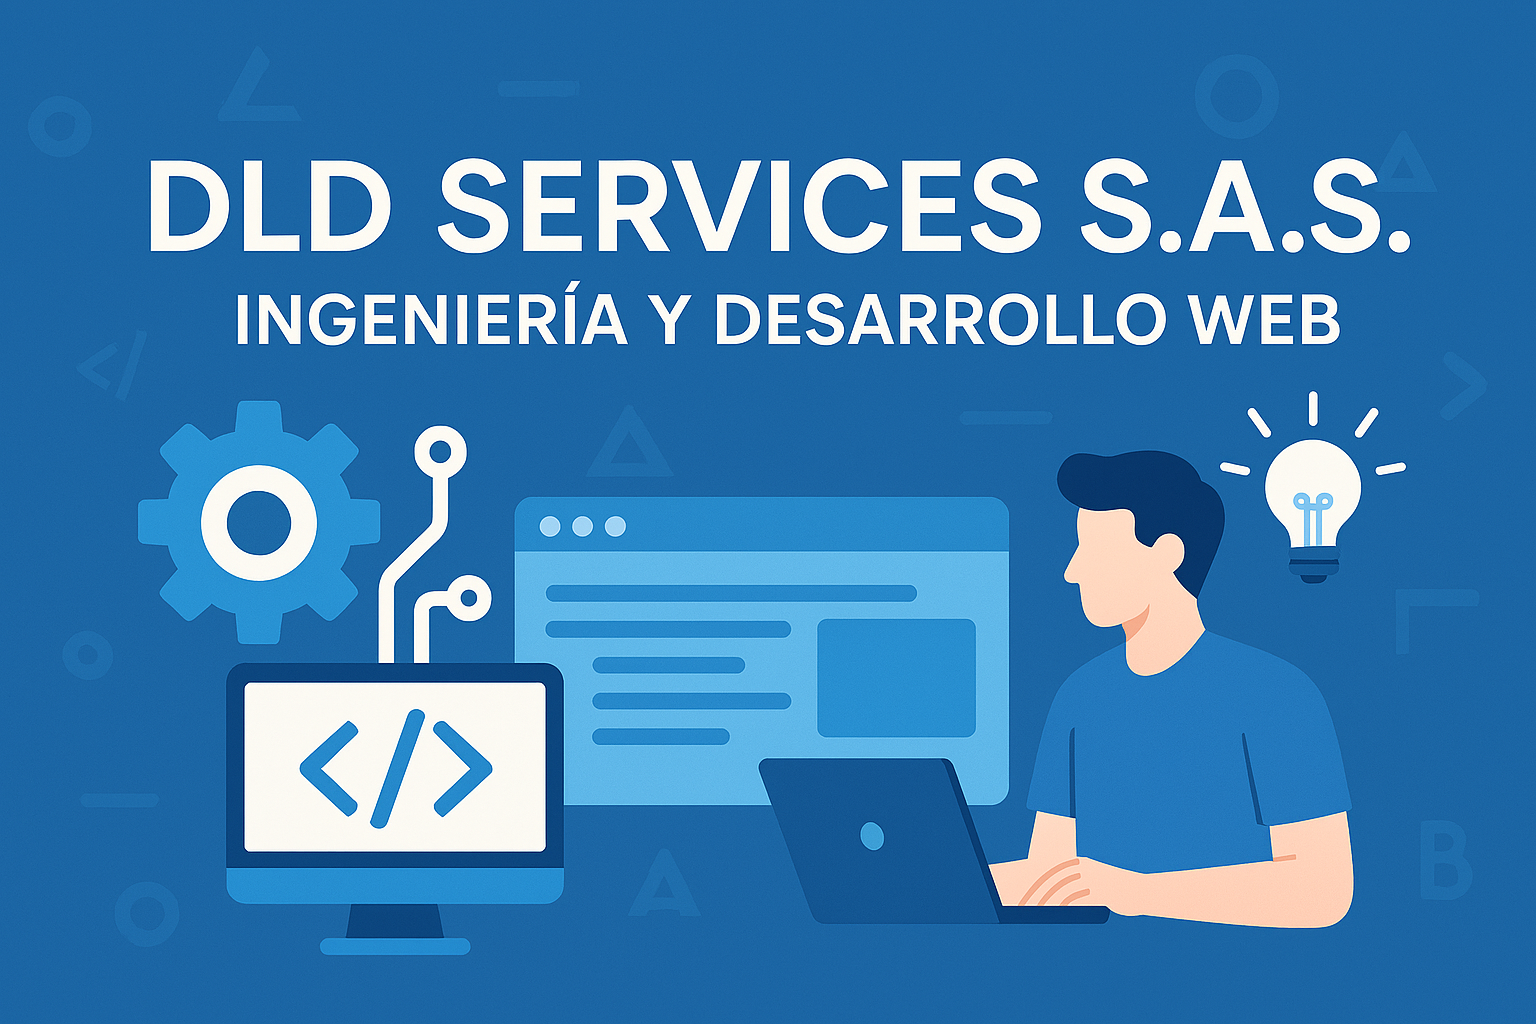 DLD SERVICES S.A.S.
INGENIERÍA Y DESARROLLO WEB
</>
</>
A
B